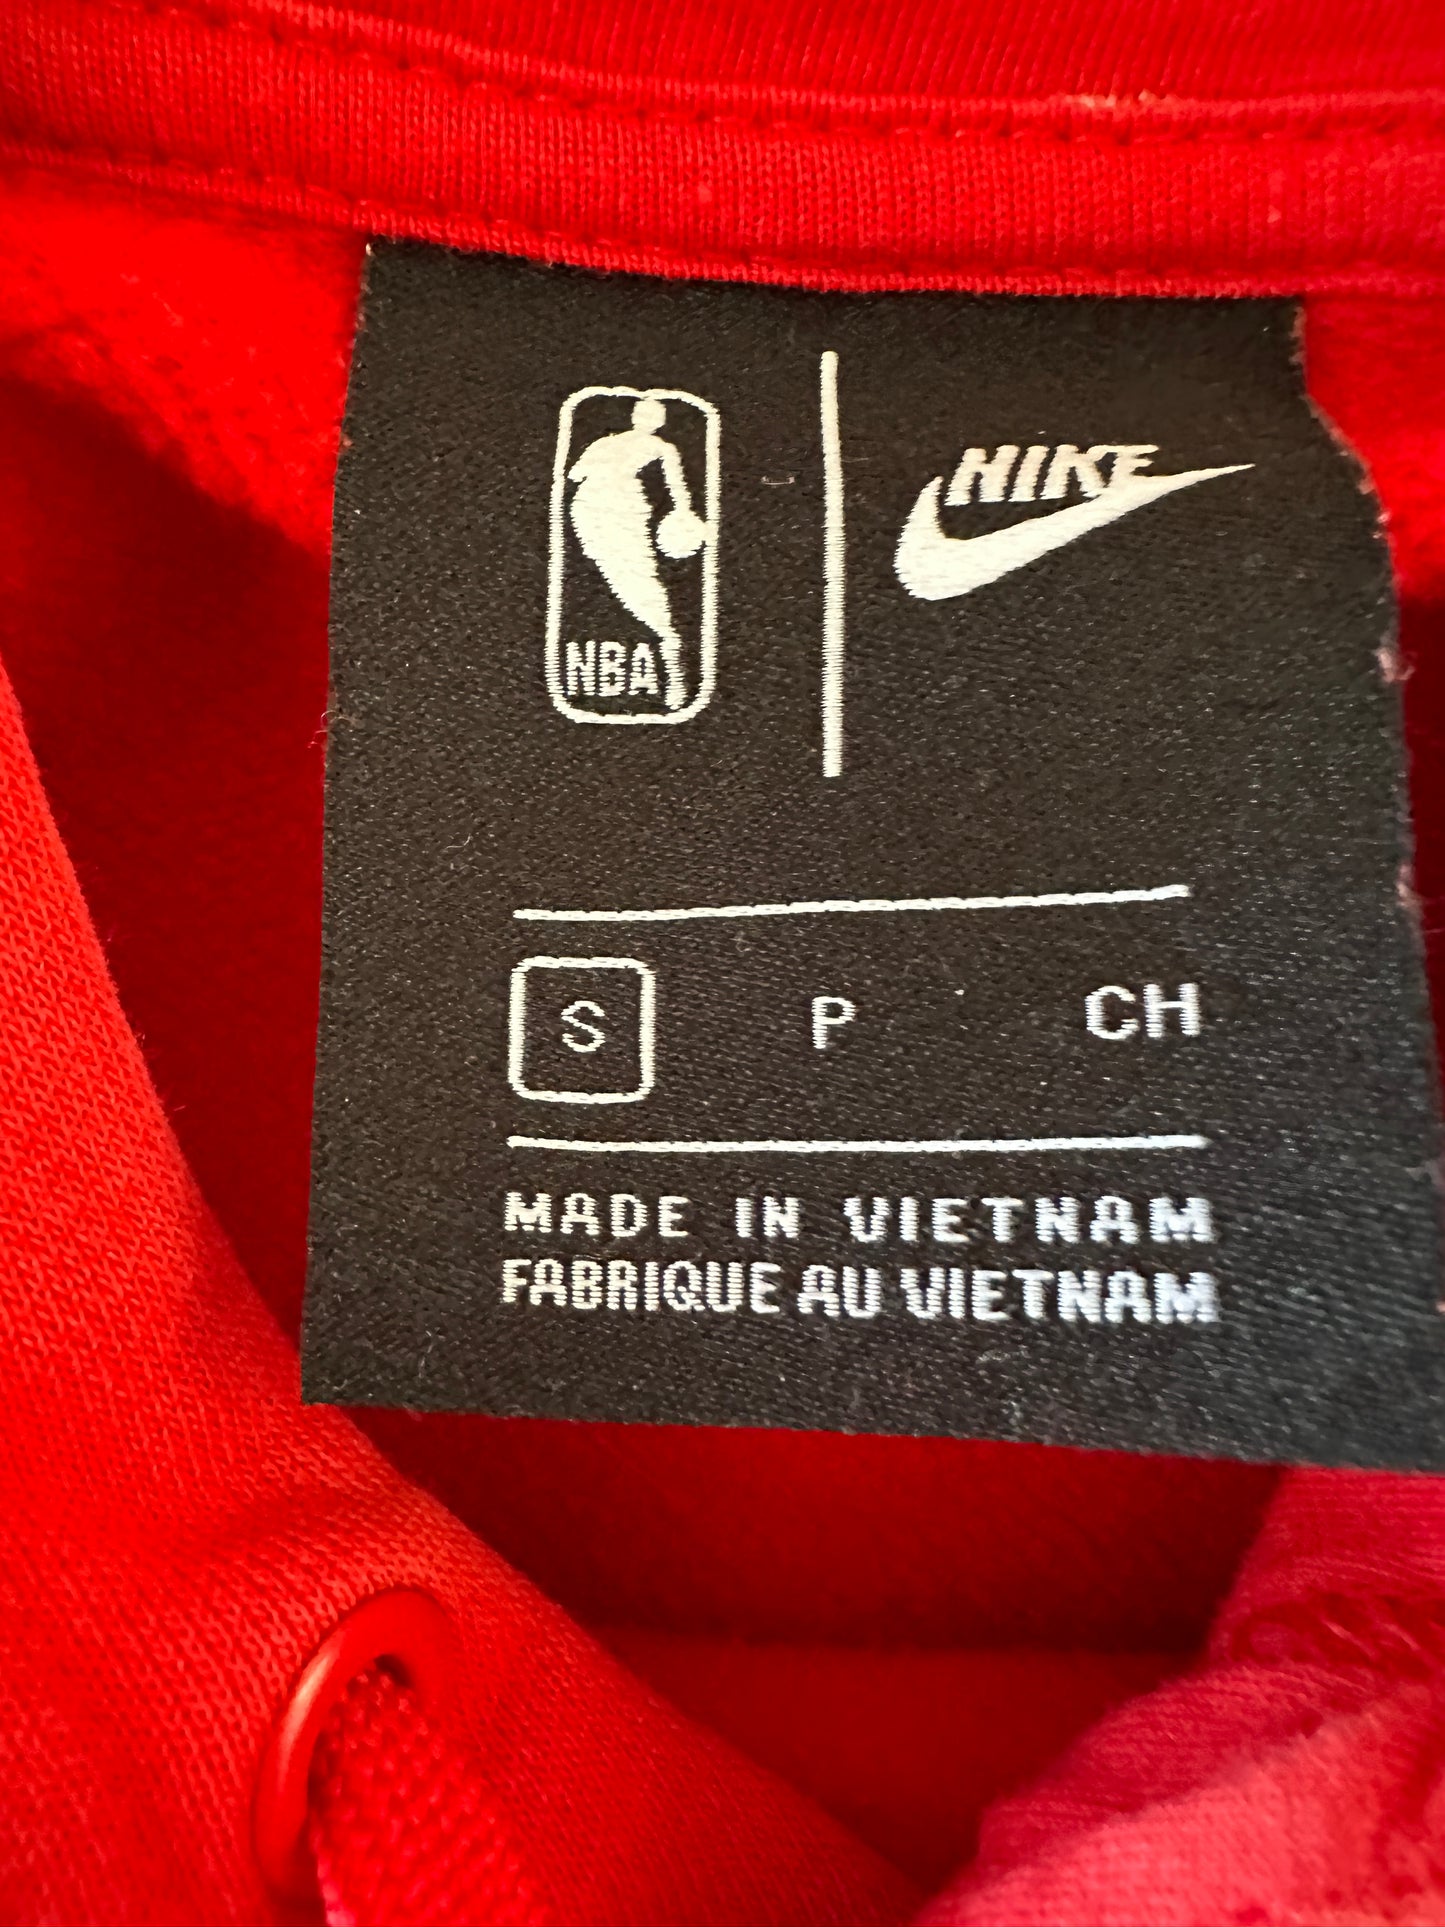 NBA
NIKE
S P CH
MADE IN VIETNAM
FABRIQUE AU VIETNAM